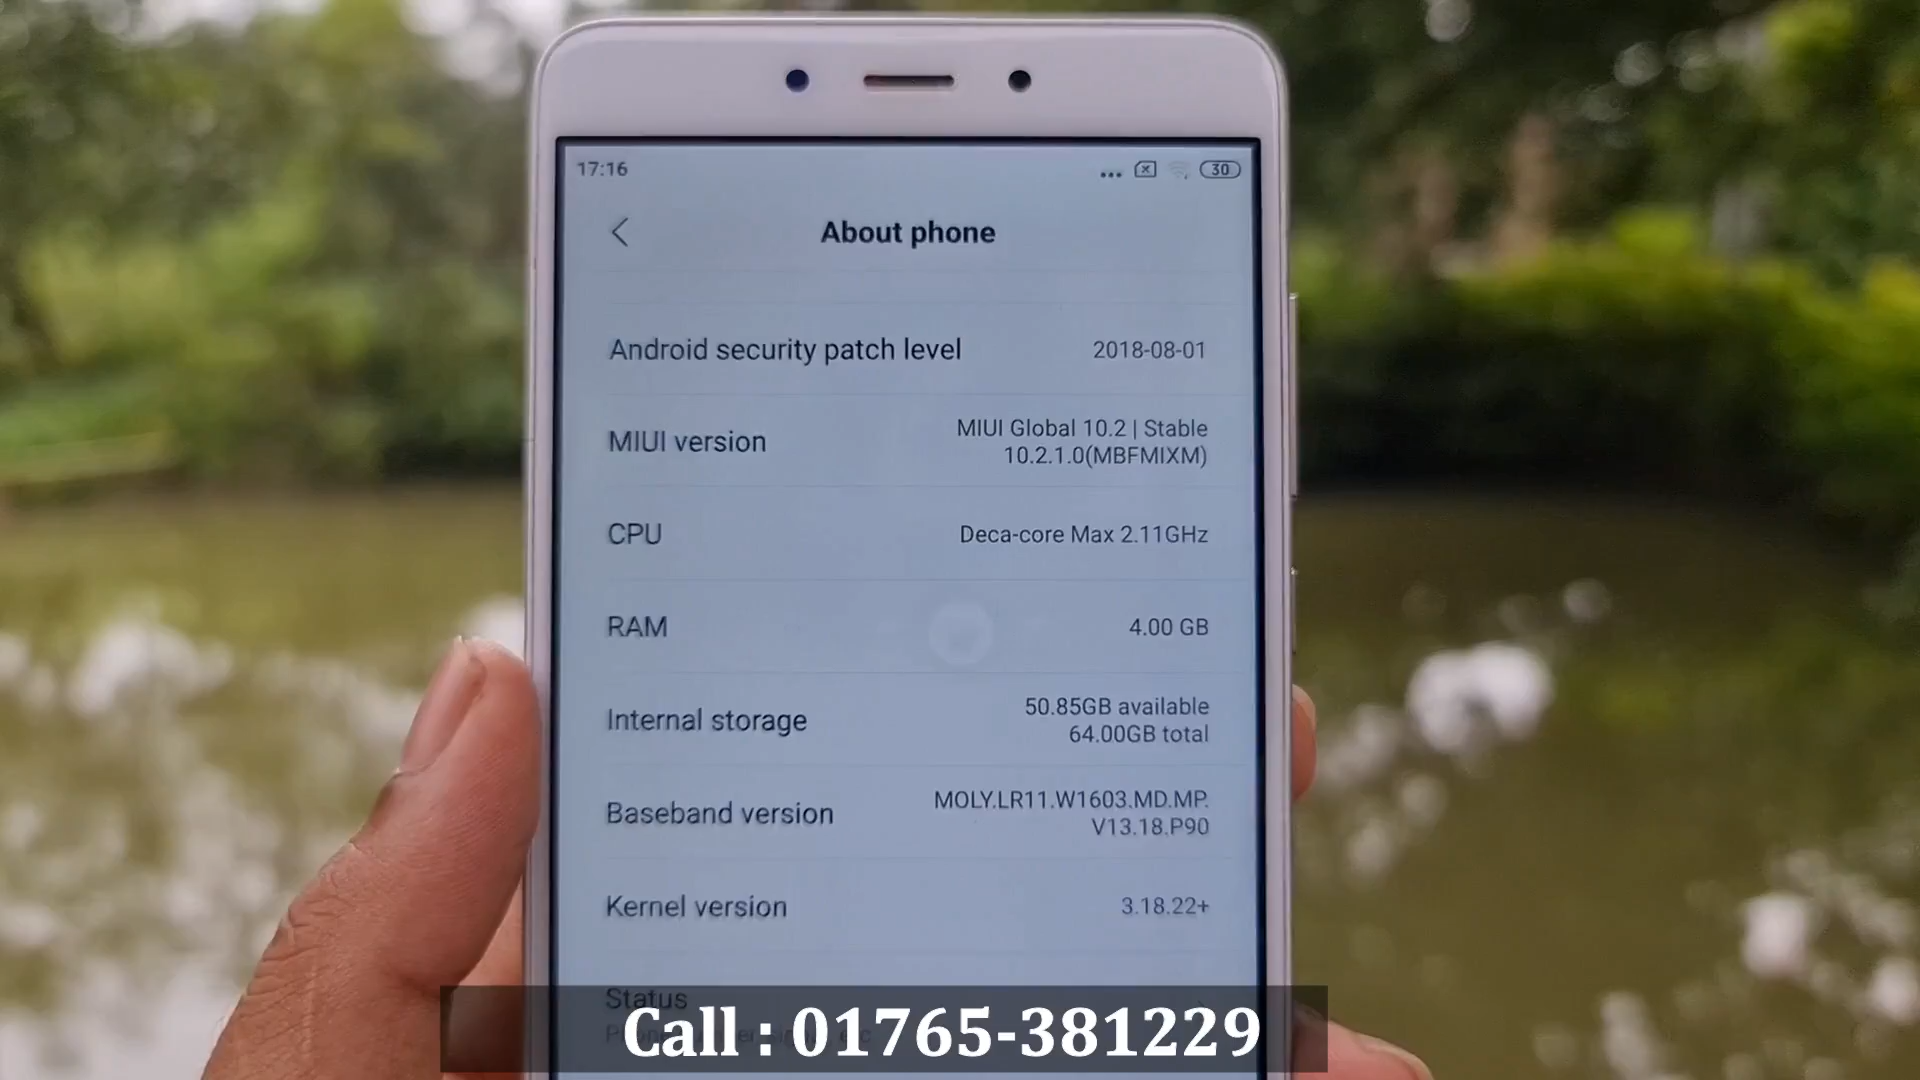 17:16
30
About phone
Android security patch level 2018-08-01
MIUI version MIUI Global 10.2 | Stable
10.2.1.0(MBFMIXM)
CPU Deca-core Max 2.11GHz
RAM 4.00 GB
Internal storage 50.85GB available
64.00GB total
Baseband version MOLY.LR11.W1603.MD.MP.
V13.18.P90
Kernel version 3.18.22+
Status
Call : 01765-381229